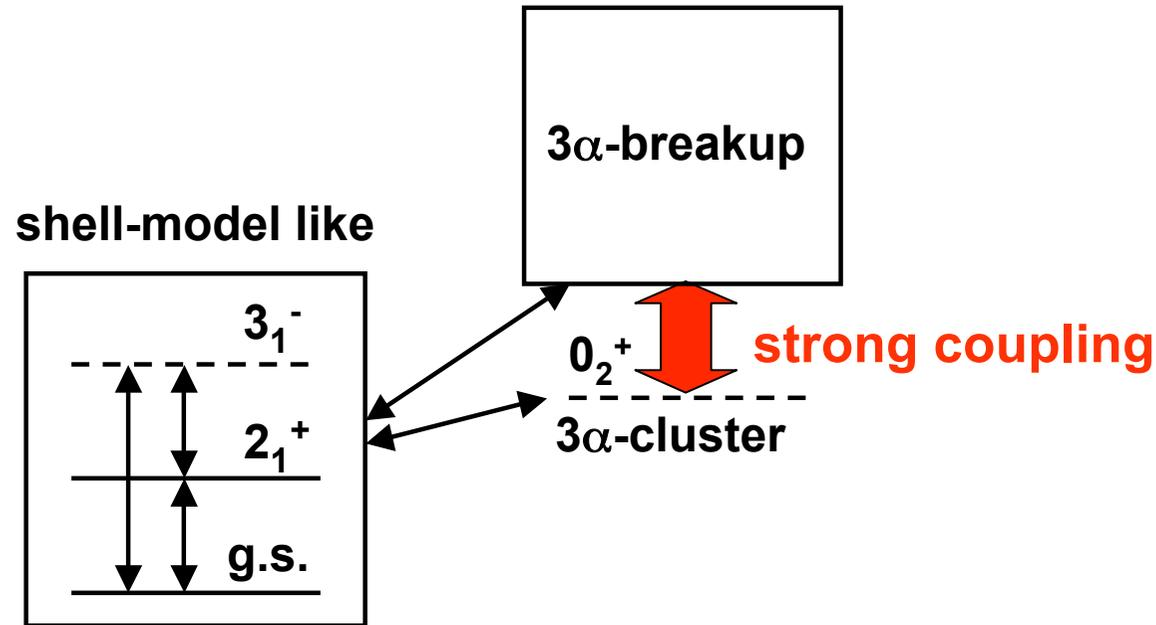 3α-breakup
shell-model like
3₁⁻
0₂⁺
strong coupling
2₁⁺
3α-cluster
g.s.